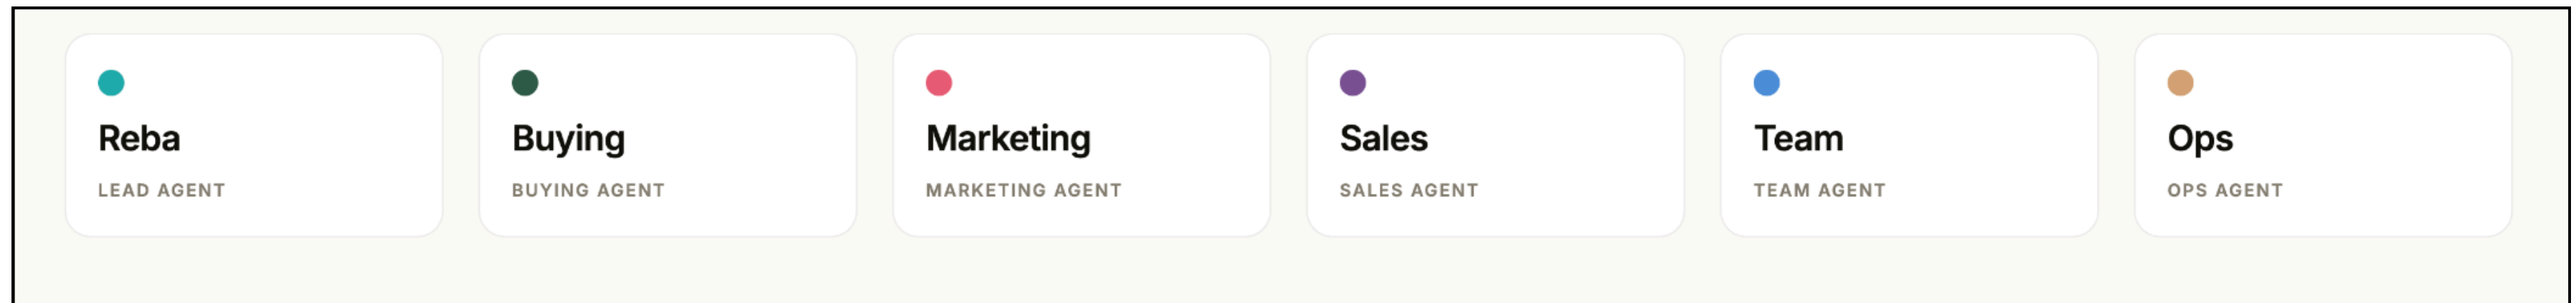 Reba
LEAD AGENT
Buying
BUYING AGENT
Marketing
MARKETING AGENT
Sales
SALES AGENT
Team
TEAM AGENT
Ops
OPS AGENT